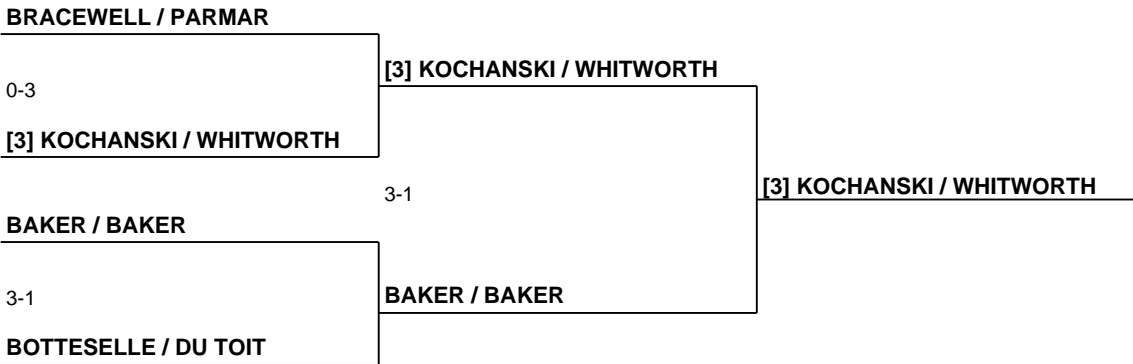 BRACEWELL / PARMAR
[3] KOCHANSKI / WHITWORTH
0-3
[3] KOCHANSKI / WHITWORTH
3-1
[3] KOCHANSKI / WHITWORTH
BAKER / BAKER
3-1
BAKER / BAKER
BOTTESELLE / DU TOIT